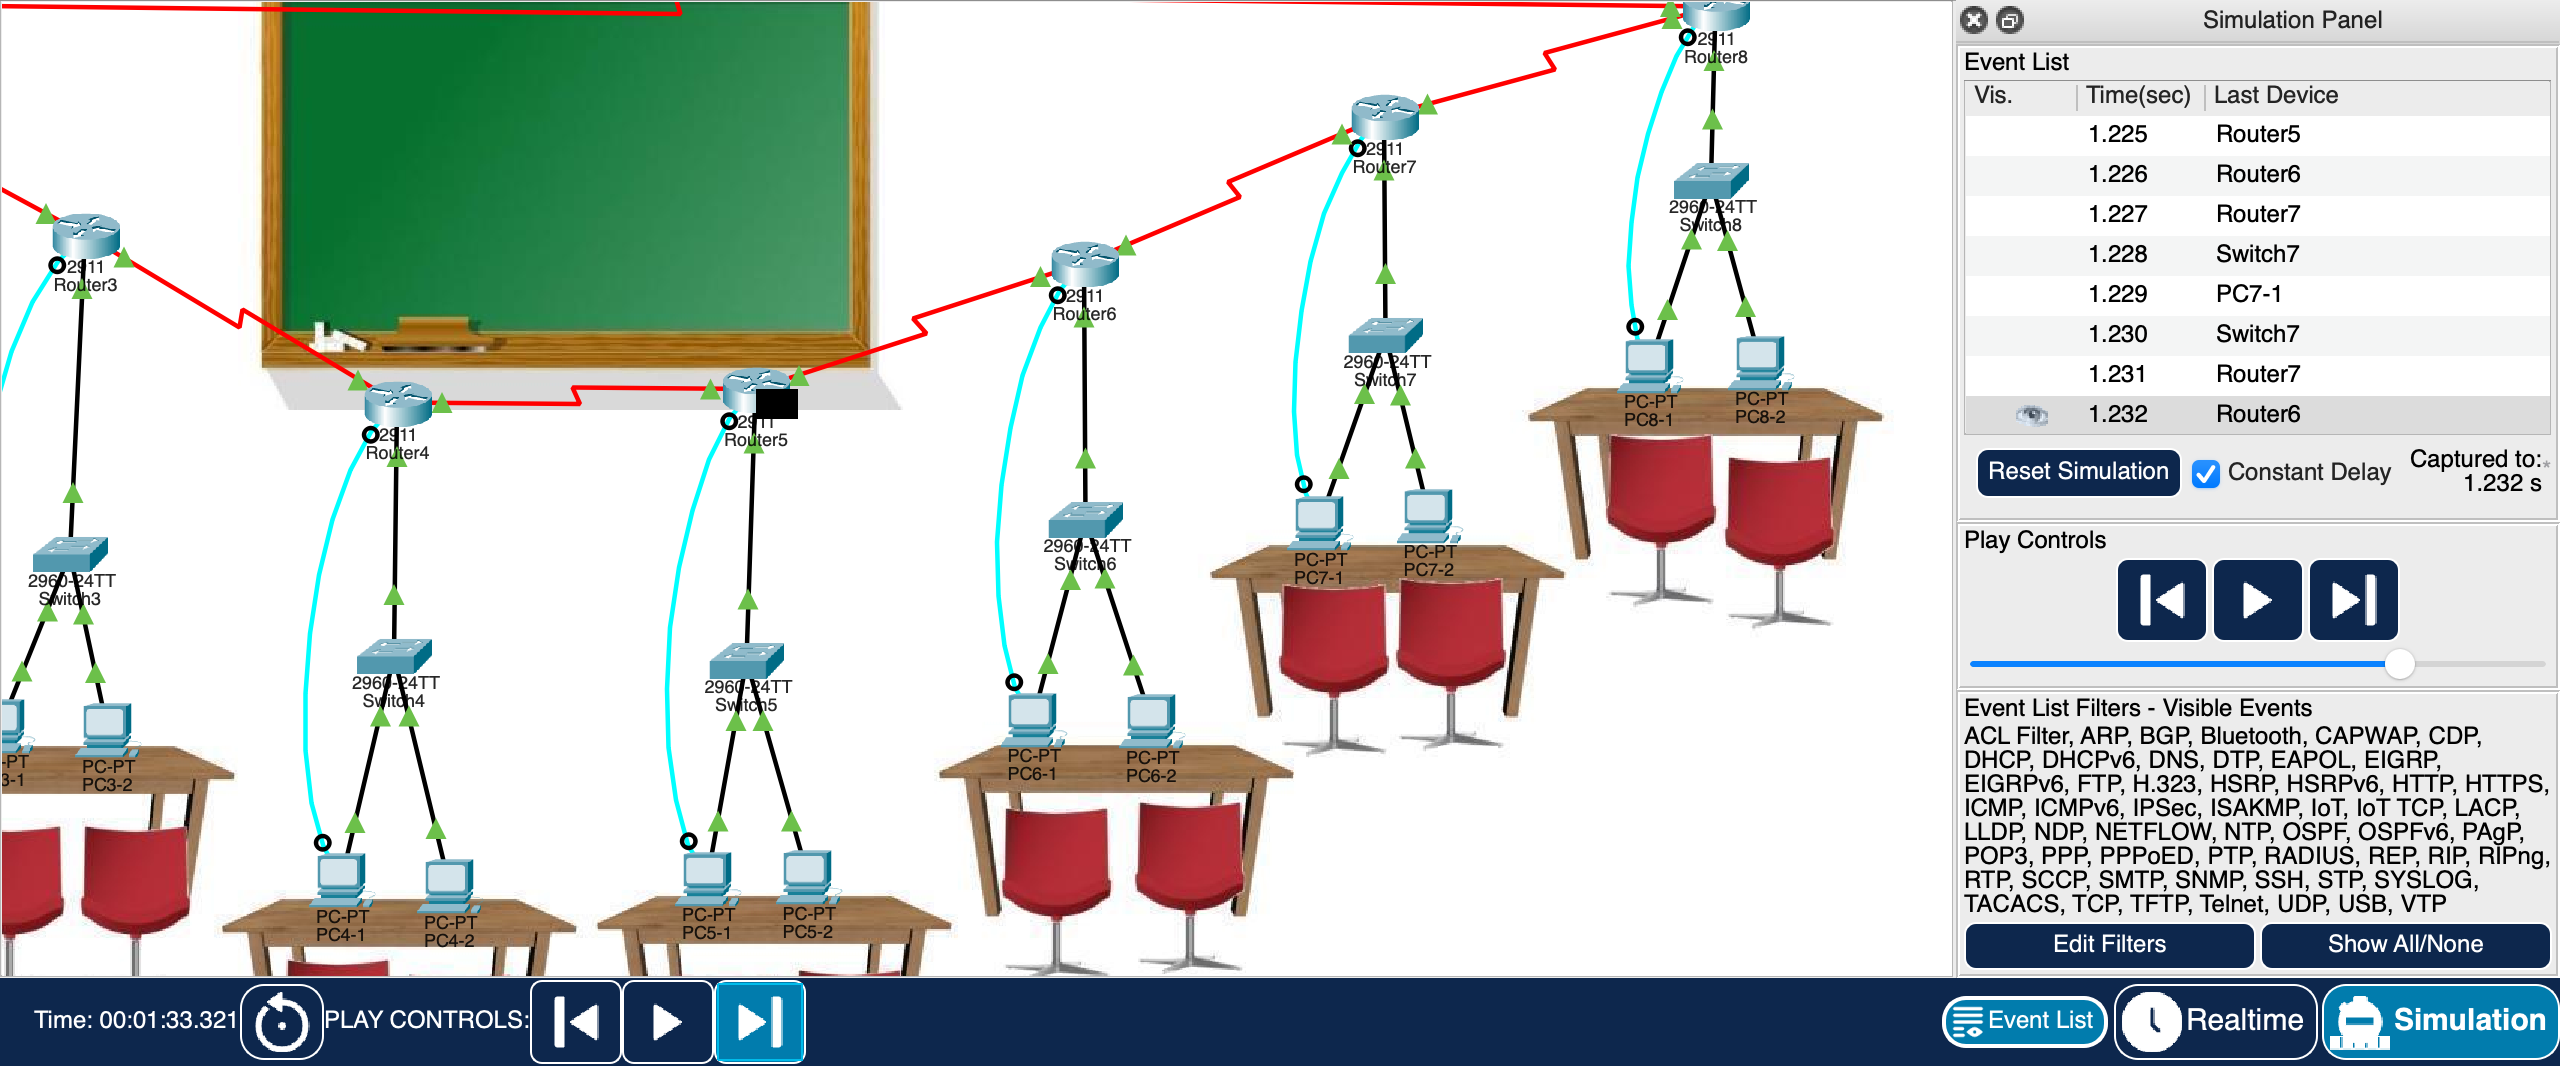 2911
Router8
2911
Router7
2960-24TT
Switch8
2911
Router3
2911
Router6
2960-24TT
Switch7
PC-PT
PC8-1
PC-PT
PC8-2
2911
Router4
2911
Router5
2960-24TT
Switch6
PC-PT
PC7-1
PC-PT
PC7-2
2960-24TT
Switch3
2960-24TT
Switch4
2960-24TT
Switch5
-PT
3-1
PC-PT
PC3-2
PC-PT
PC6-1
PC-PT
PC6-2
PC-PT
PC4-1
PC-PT
PC4-2
PC-PT
PC5-1
PC-PT
PC5-2
Simulation Panel
Event List
Vis. Time(sec) Last Device
1.225 Router5
1.226 Router6
1.227 Router7
1.228 Switch7
1.229 PC7-1
1.230 Switch7
1.231 Router7
1.232 Router6
Reset Simulation Constant Delay Captured to:*
1.232 s
Play Controls
Event List Filters - Visible Events
ACL Filter, ARP, BGP, Bluetooth, CAPWAP, CDP,
DHCP, DHCPv6, DNS, DTP, EAPOL, EIGRP,
EIGRPv6, FTP, H.323, HSRP, HSRPv6, HTTP, HTTPS,
ICMP, ICMPv6, IPSec, ISAKMP, IoT, IoT TCP, LACP,
LLDP, NDP, NETFLOW, NTP, OSPF, OSPFv6, PAgP,
POP3, PPP, PPPoED, PTP, RADIUS, REP, RIP, RIPng,
RTP, SCCP, SMTP, SNMP, SSH, STP, SYSLOG,
TACACS, TCP, TFTP, Telnet, UDP, USB, VTP
Edit Filters Show All/None
Time: 00:01:33.321 PLAY CONTROLS: Event List Realtime Simulation